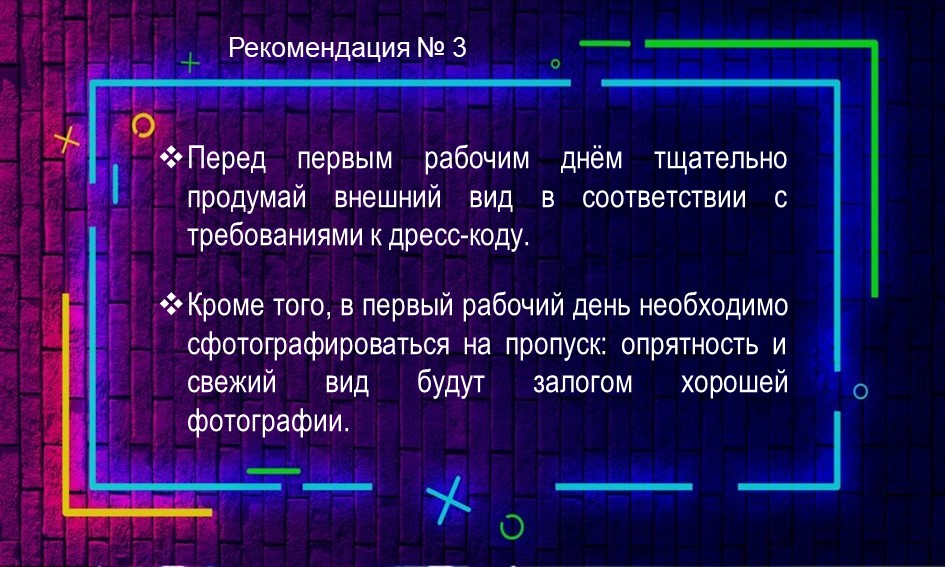 Рекомендация № 3
❖Перед первым рабочим днём тщательно
продумай внешний вид в соответствии с
требованиями к дресс-коду.
❖Кроме того, в первый рабочий день необходимо
сфотографироваться на пропуск: опрятность и
свежий вид будут залогом хорошей
фотографии.